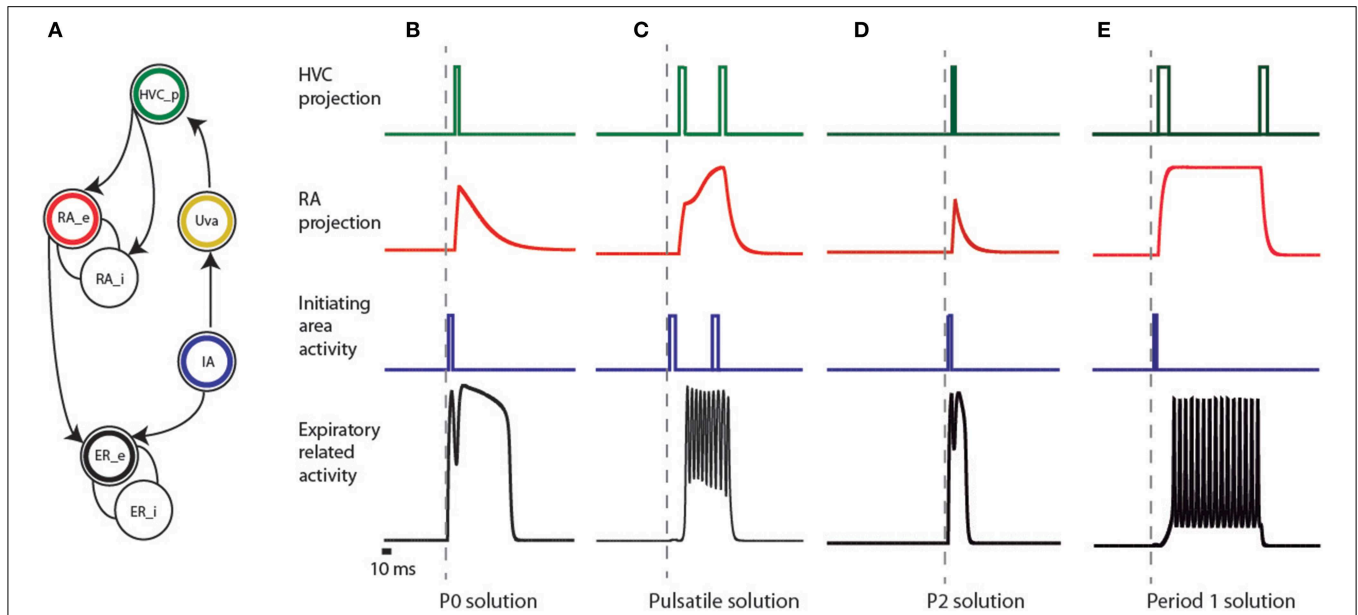 A
B
C
D
E
HVC_p
RA_e
Uva
RA_i
IA
ER_e
ER_i
HVC
projection
RA
projection
Initiating
area
activity
Expiratory
related
activity
10 ms
P0 solution
Pulsatile solution
P2 solution
Period 1 solution